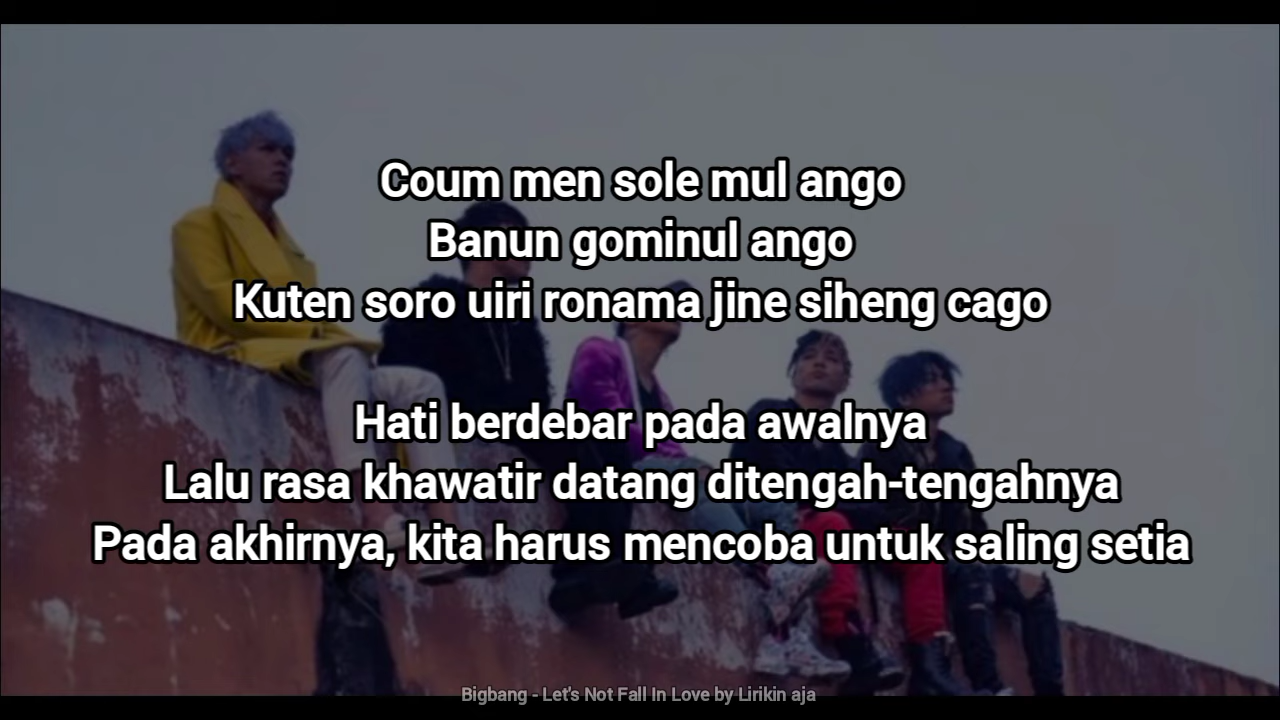 Coum men sole mul ango
Banun gominul ango
Kuten soro uiri ronama jine siheng cago
Hati berdebar pada awalnya
Lalu rasa khawatir datang ditengah-tengahnya
Pada akhirnya, kita harus mencoba untuk saling setia
Bigbang - Let's Not Fall In Love by Lirikin aja